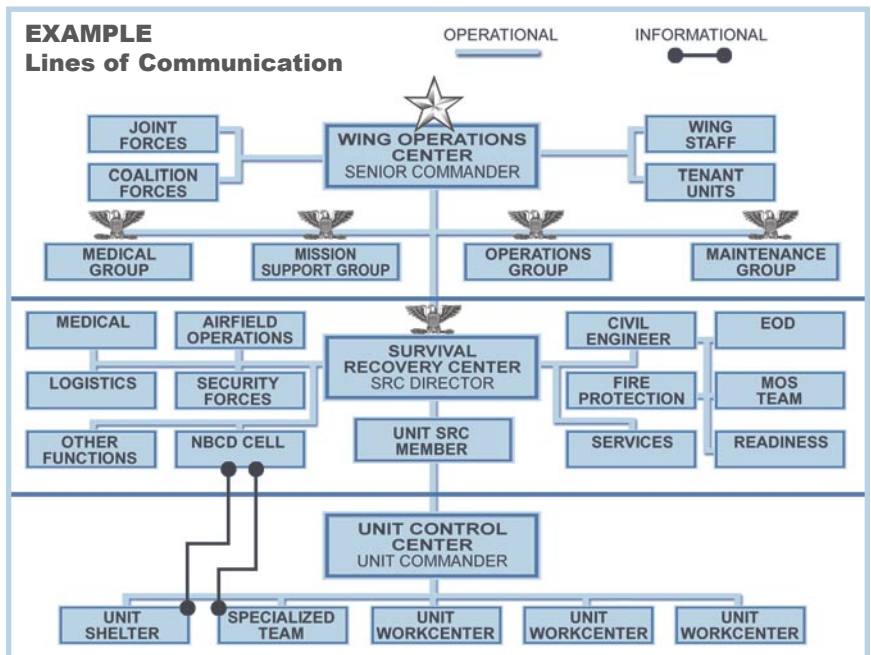 EXAMPLE
Lines of Communication
OPERATIONAL
INFORMATIONAL
JOINT
FORCES
COALITION
FORCES
WING OPERATIONS
CENTER
SENIOR COMMANDER
WING
STAFF
TENANT
UNITS
MEDICAL
GROUP
MISSION
SUPPORT GROUP
OPERATIONS
GROUP
MAINTENANCE
GROUP
MEDICAL
AIRFIELD
OPERATIONS
LOGISTICS
SECURITY
FORCES
OTHER
FUNCTIONS
NBCD CELL
SURVIVAL
RECOVERY CENTER
SRC DIRECTOR
UNIT SRC
MEMBER
CIVIL
ENGINEER
EOD
FIRE
PROTECTION
MOS
TEAM
SERVICES
READINESS
UNIT CONTROL
CENTER
UNIT COMMANDER
UNIT
SHELTER
SPECIALIZED
TEAM
UNIT
WORKCENTER
UNIT
WORKCENTER
UNIT
WORKCENTER